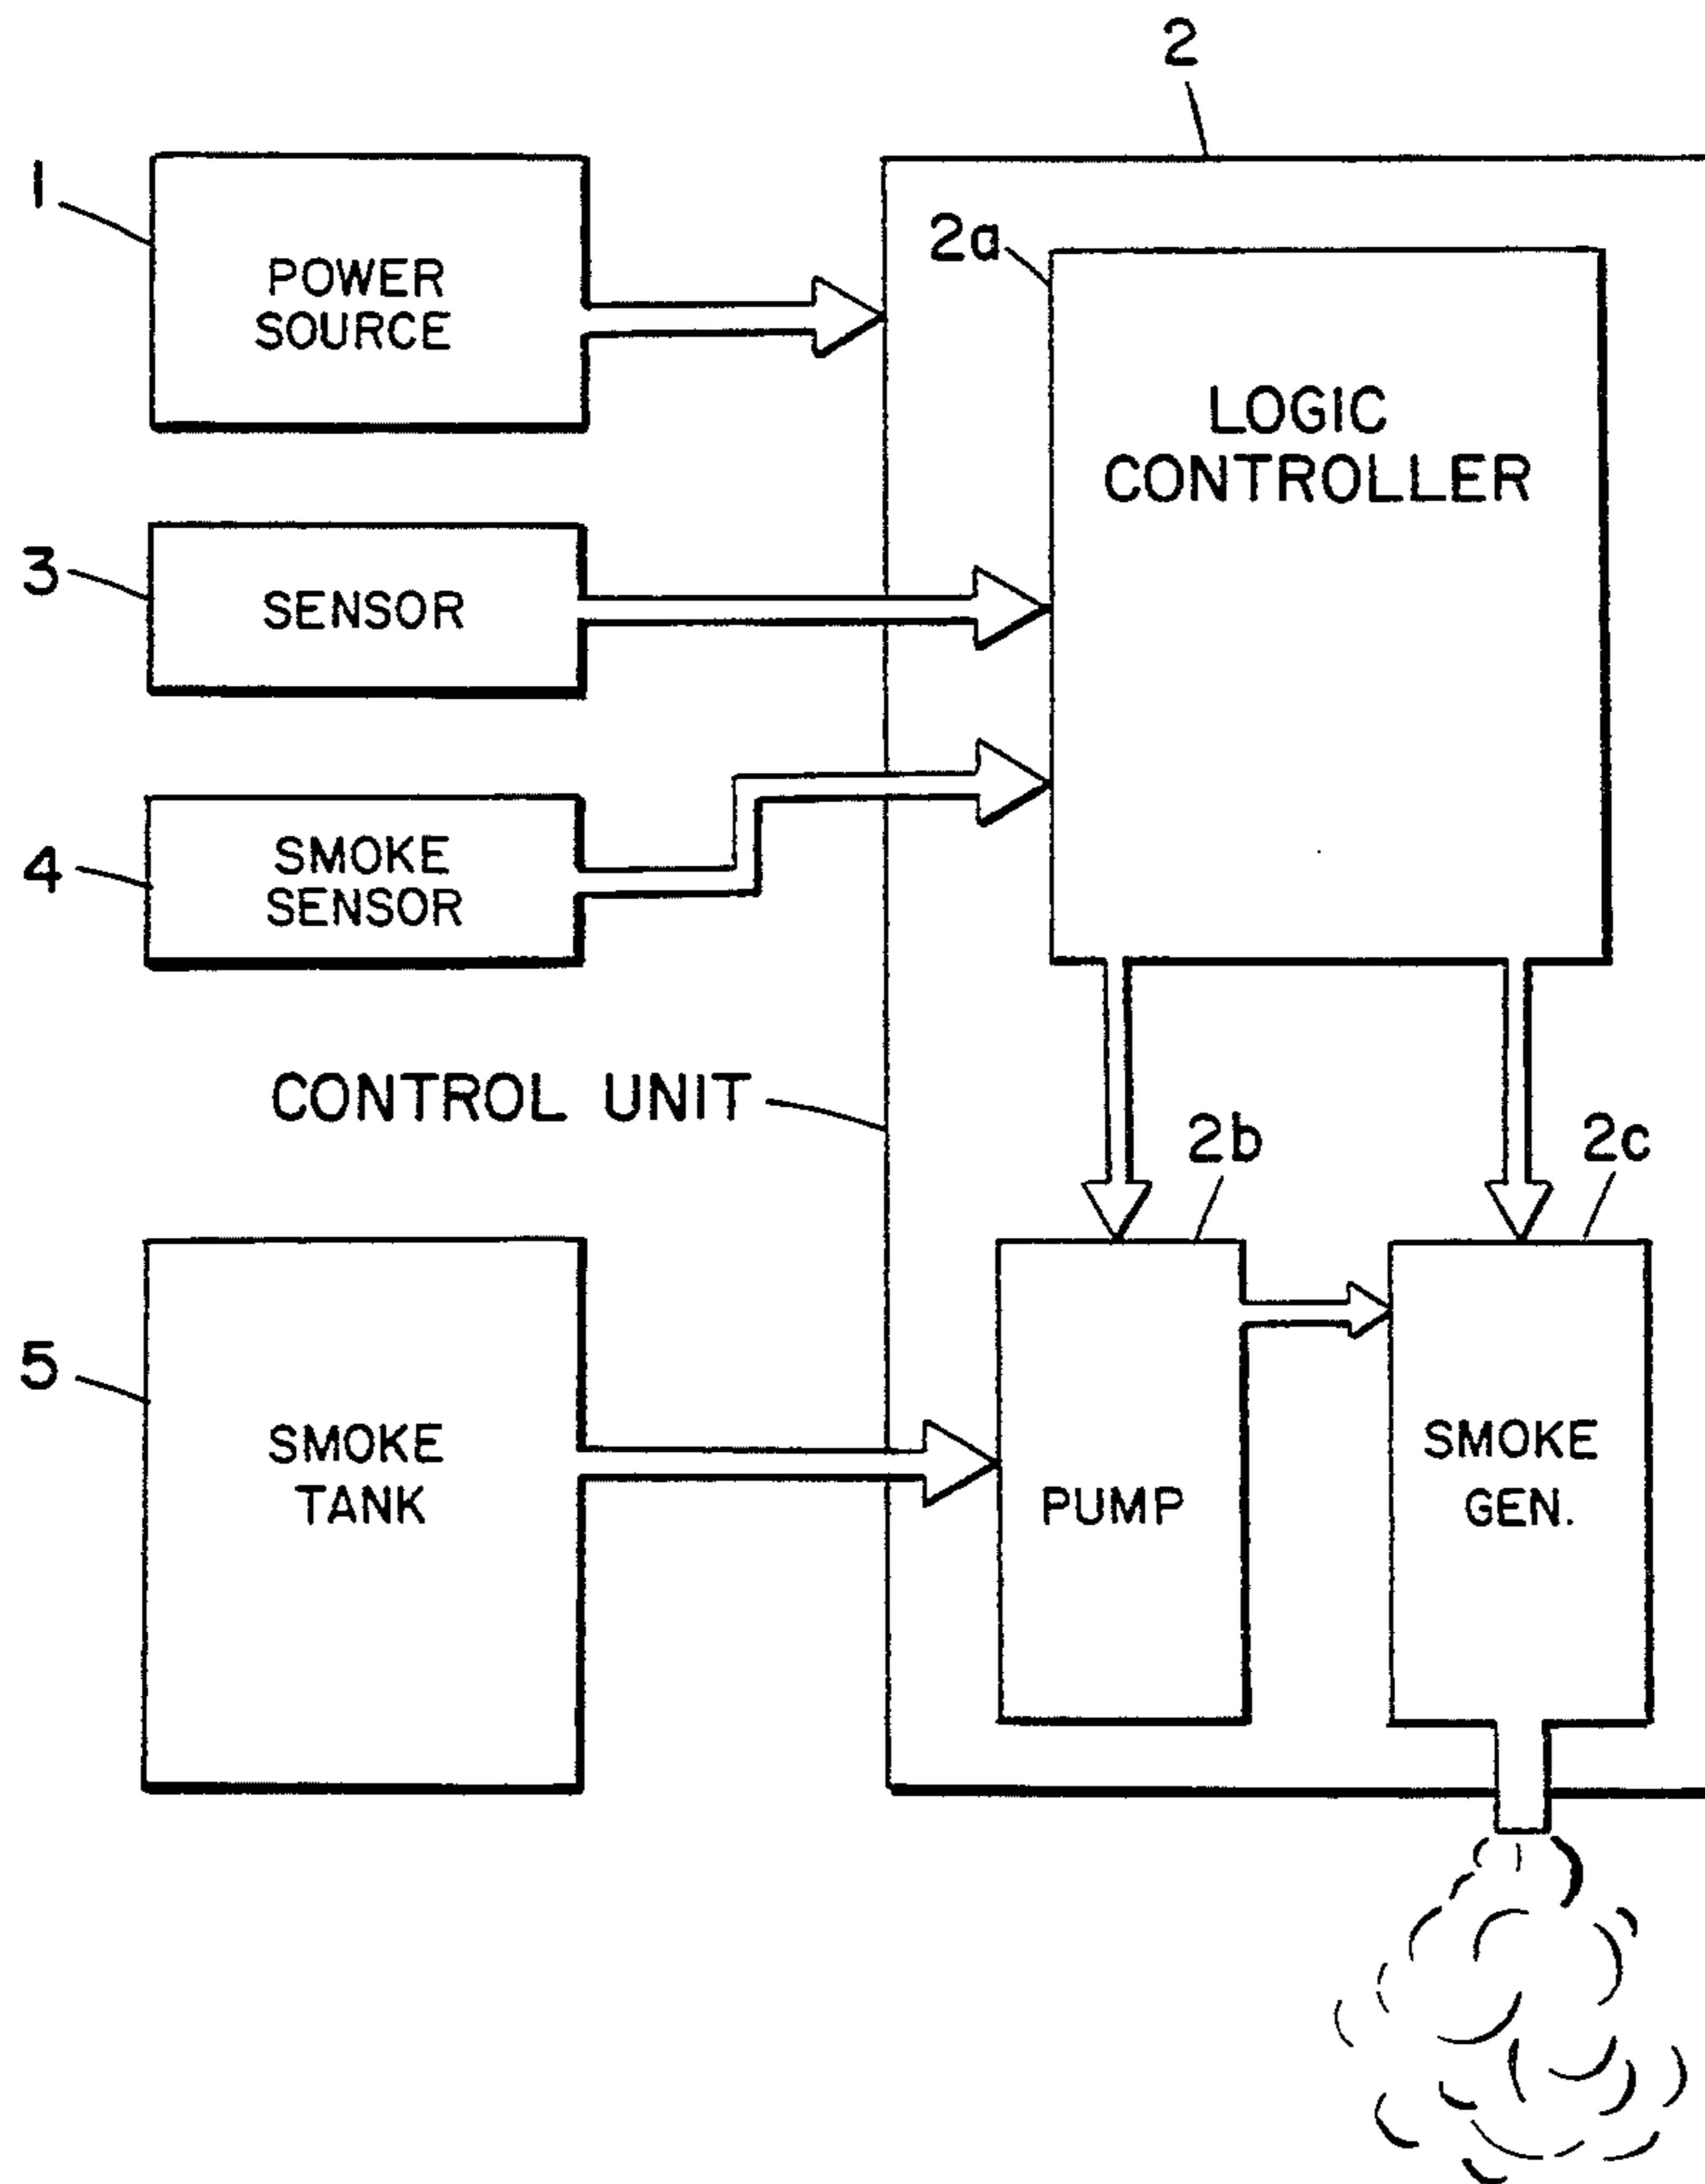 2
1
POWER
SOURCE
2a
LOGIC
CONTROLLER
3
SENSOR
4
SMOKE
SENSOR
CONTROL UNIT
2b
2c
5
SMOKE
TANK
PUMP
SMOKE
GEN.